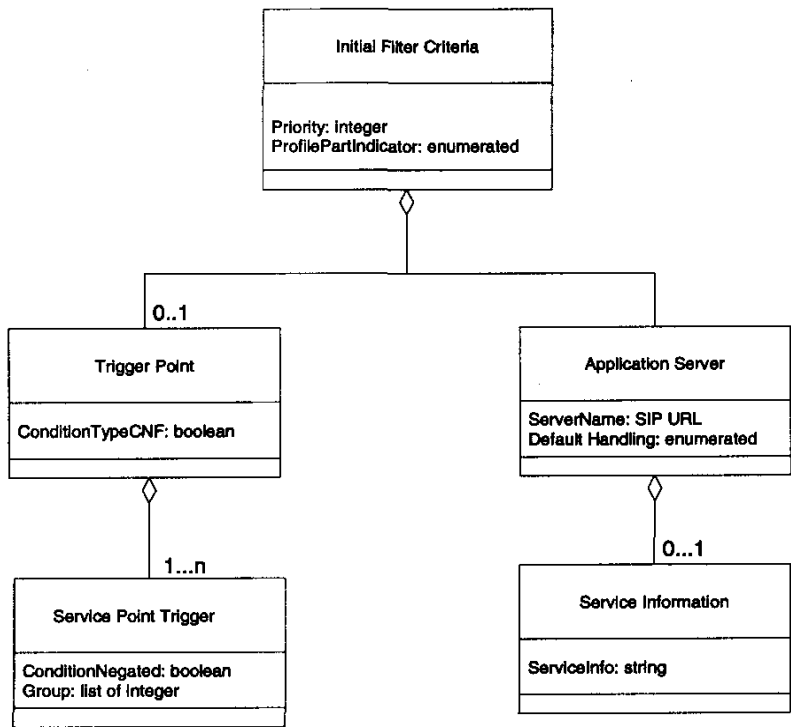 Initial Filter Criteria
Priority: integer
ProfilePartIndicator: enumerated
0..1
Trigger Point
ConditionTypeCNF: boolean
Application Server
ServerName: SIP URL
Default Handling: enumerated
1...n
Service Point Trigger
ConditionNegated: boolean
Group: list of integer
0...1
Service Information
ServiceInfo: string